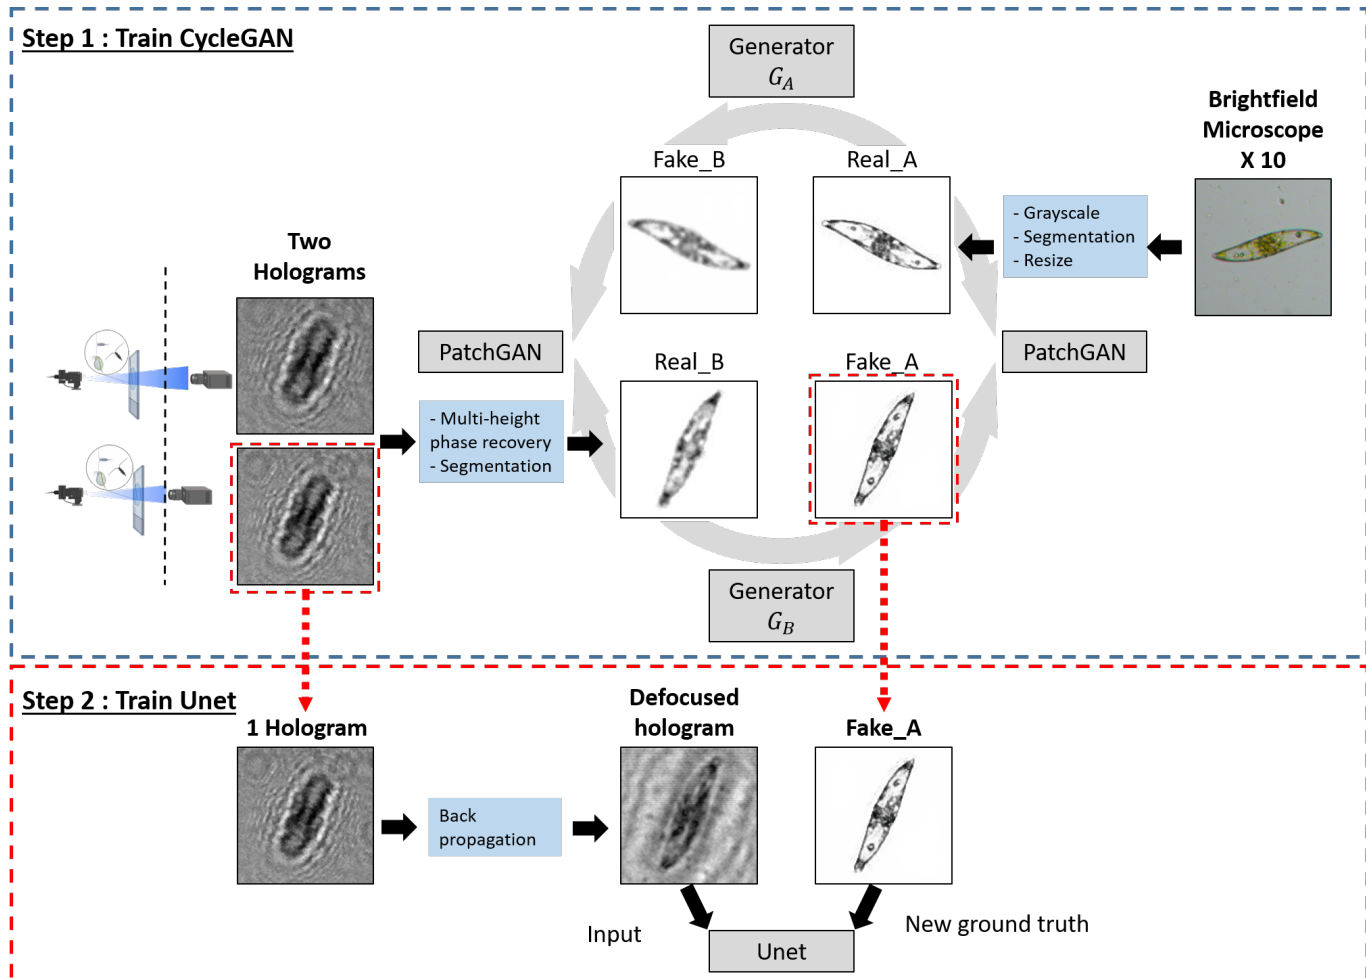 Step 1 : Train CycleGAN
Generator
G_A
Brightfield
Microscope
X 10
Fake_B
Real_A
- Grayscale
- Segmentation
- Resize
Two
Holograms
PatchGAN
PatchGAN
Real_B
Fake_A
- Multi-height
phase recovery
- Segmentation
Generator
G_B
Step 2 : Train Unet
1 Hologram
Defocused
hologram
Fake_A
Back
propagation
Input
New ground truth
Unet